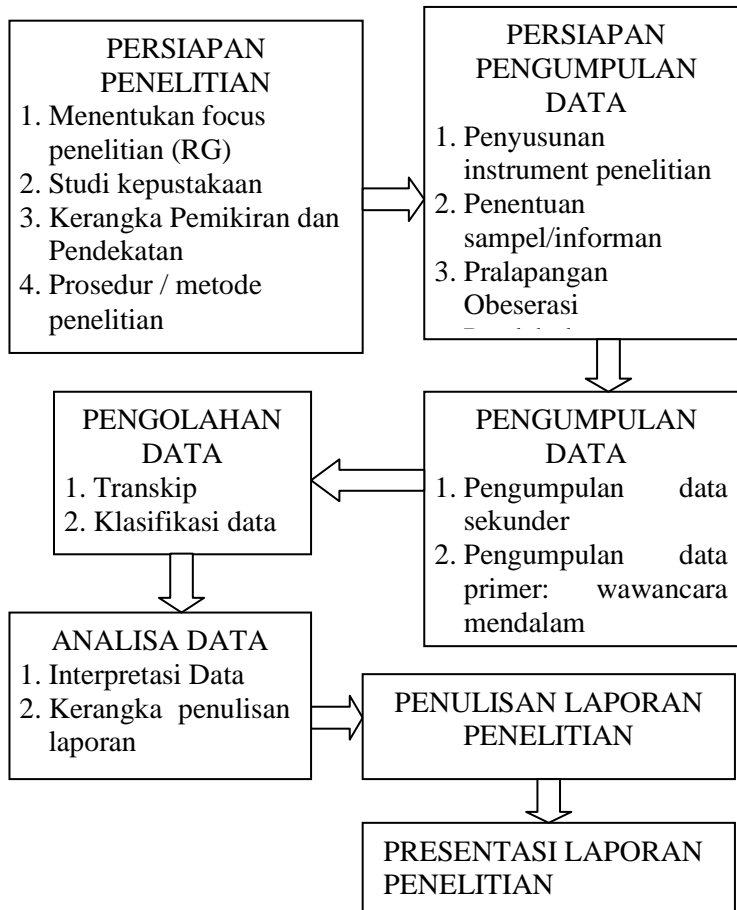 PERSIAPAN
PENELITIAN
1. Menentukan focus
penelitian (RG)
2. Studi kepustakaan
3. Kerangka Pemikiran dan
Pendekatan
4. Prosedur / metode
penelitian
PERSIAPAN
PENGUMPULAN
DATA
1. Penyusunan
instrument penelitian
2. Penentuan
sampel/informan
3. Pralapangan
Obeserasi
PENGUMPULAN
DATA
1. Pengumpulan data
sekunder
2. Pengumpulan data
primer: wawancara
mendalam
PENGOLAHAN
DATA
1. Transkip
2. Klasifikasi data
ANALISA DATA
1. Interpretasi Data
2. Kerangka penulisan
laporan
PENULISAN LAPORAN
PENELITIAN
PRESENTASI LAPORAN
PENELITIAN